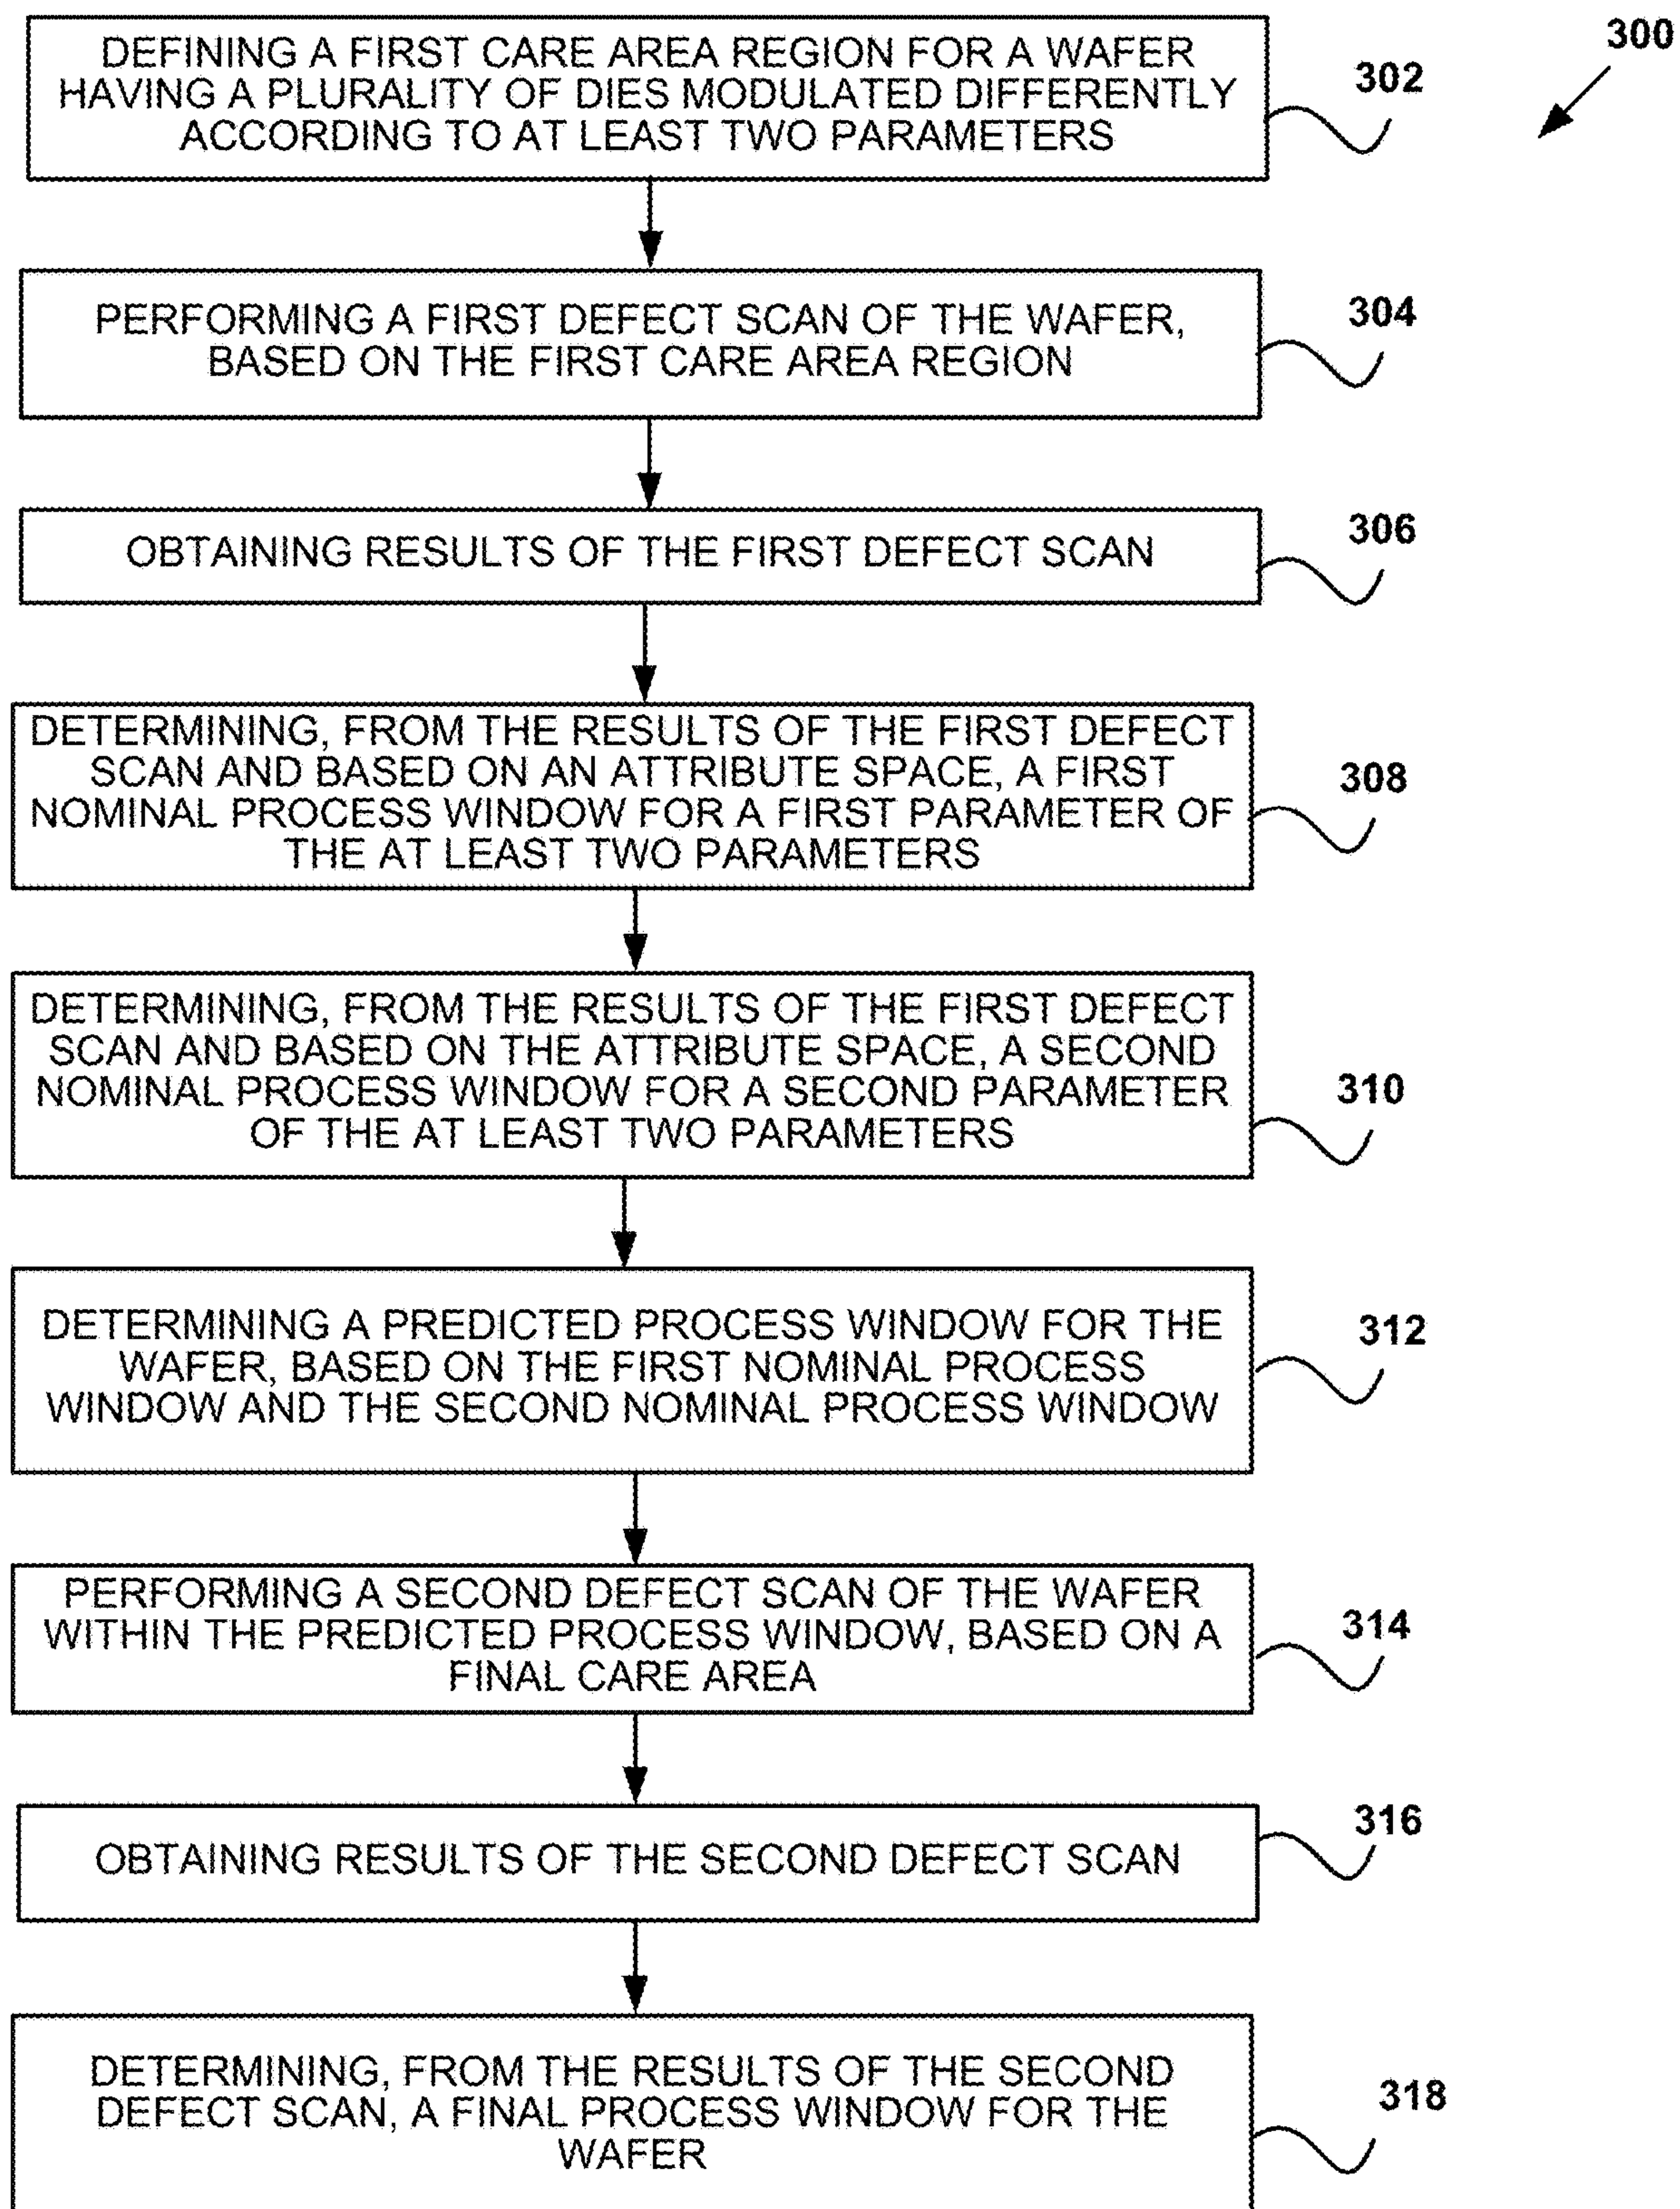 300
DEFINING A FIRST CARE AREA REGION FOR A WAFER
HAVING A PLURALITY OF DIES MODULATED DIFFERENTLY
ACCORDING TO AT LEAST TWO PARAMETERS
302
PERFORMING A FIRST DEFECT SCAN OF THE WAFER,
BASED ON THE FIRST CARE AREA REGION
304
OBTAINING RESULTS OF THE FIRST DEFECT SCAN
306
DETERMINING, FROM THE RESULTS OF THE FIRST DEFECT
SCAN AND BASED ON AN ATTRIBUTE SPACE, A FIRST
NOMINAL PROCESS WINDOW FOR A FIRST PARAMETER OF
THE AT LEAST TWO PARAMETERS
308
DETERMINING, FROM THE RESULTS OF THE FIRST DEFECT
SCAN AND BASED ON THE ATTRIBUTE SPACE, A SECOND
NOMINAL PROCESS WINDOW FOR A SECOND PARAMETER
OF THE AT LEAST TWO PARAMETERS
310
DETERMINING A PREDICTED PROCESS WINDOW FOR THE
WAFER, BASED ON THE FIRST NOMINAL PROCESS
WINDOW AND THE SECOND NOMINAL PROCESS WINDOW
312
PERFORMING A SECOND DEFECT SCAN OF THE WAFER
WITHIN THE PREDICTED PROCESS WINDOW, BASED ON A
FINAL CARE AREA
314
OBTAINING RESULTS OF THE SECOND DEFECT SCAN
316
DETERMINING, FROM THE RESULTS OF THE SECOND
DEFECT SCAN, A FINAL PROCESS WINDOW FOR THE
WAFER
318